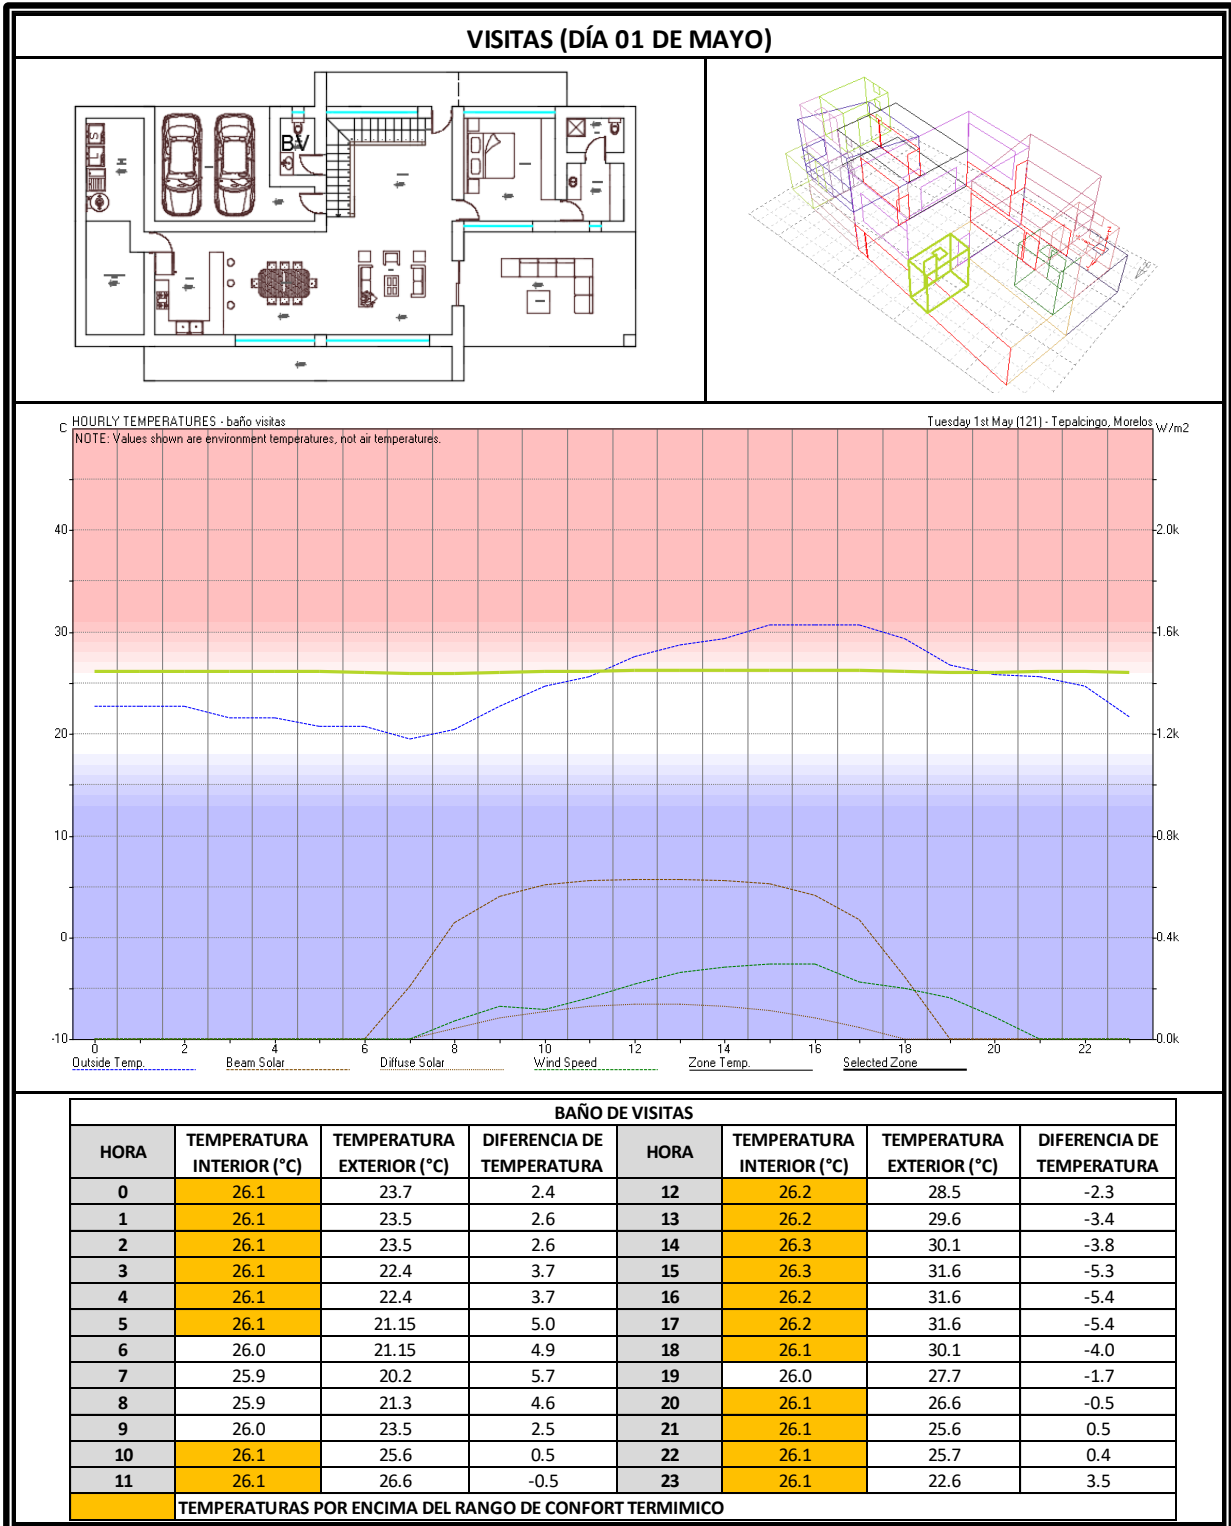 VISITAS (DÍA 01 DE MAYO)
BV
S
L
Z
HOURLY TEMPERATURES - baño visitas
Tuesday 1st May (121) - Tepalcingo, Morelos
C
W/m2
NOTE: Values shown are environment temperatures, not air temperatures.
40
2.0k
30
1.6k
20
1.2k
10
0.8k
0
0.4k
-10
0.0k
0 2 4 6 8 10 12 14 16 18 20 22
Outside Temp. Beam Solar Diffuse Solar Wind Speed Zone Temp. Selected Zone
BAÑO DE VISITAS
HORA TEMPERATURA INTERIOR (°C) TEMPERATURA EXTERIOR (°C) DIFERENCIA DE TEMPERATURA HORA TEMPERATURA INTERIOR (°C) TEMPERATURA EXTERIOR (°C) DIFERENCIA DE TEMPERATURA
0 26.1 23.7 2.4 12 26.2 28.5 -2.3
1 26.1 23.5 2.6 13 26.2 29.6 -3.4
2 26.1 23.5 2.6 14 26.3 30.1 -3.8
3 26.1 22.4 3.7 15 26.3 31.6 -5.3
4 26.1 22.4 3.7 16 26.2 31.6 -5.4
5 26.1 21.15 5.0 17 26.2 31.6 -5.4
6 26.0 21.15 4.9 18 26.1 30.1 -4.0
7 25.9 20.2 5.7 19 26.0 27.7 -1.7
8 25.9 21.3 4.6 20 26.1 26.6 -0.5
9 26.0 23.5 2.5 21 26.1 25.6 0.5
10 26.1 25.6 0.5 22 26.1 25.7 0.4
11 26.1 26.6 -0.5 23 26.1 22.6 3.5
TEMPERATURAS POR ENCIMA DEL RANGO DE CONFORT TERMIMICO